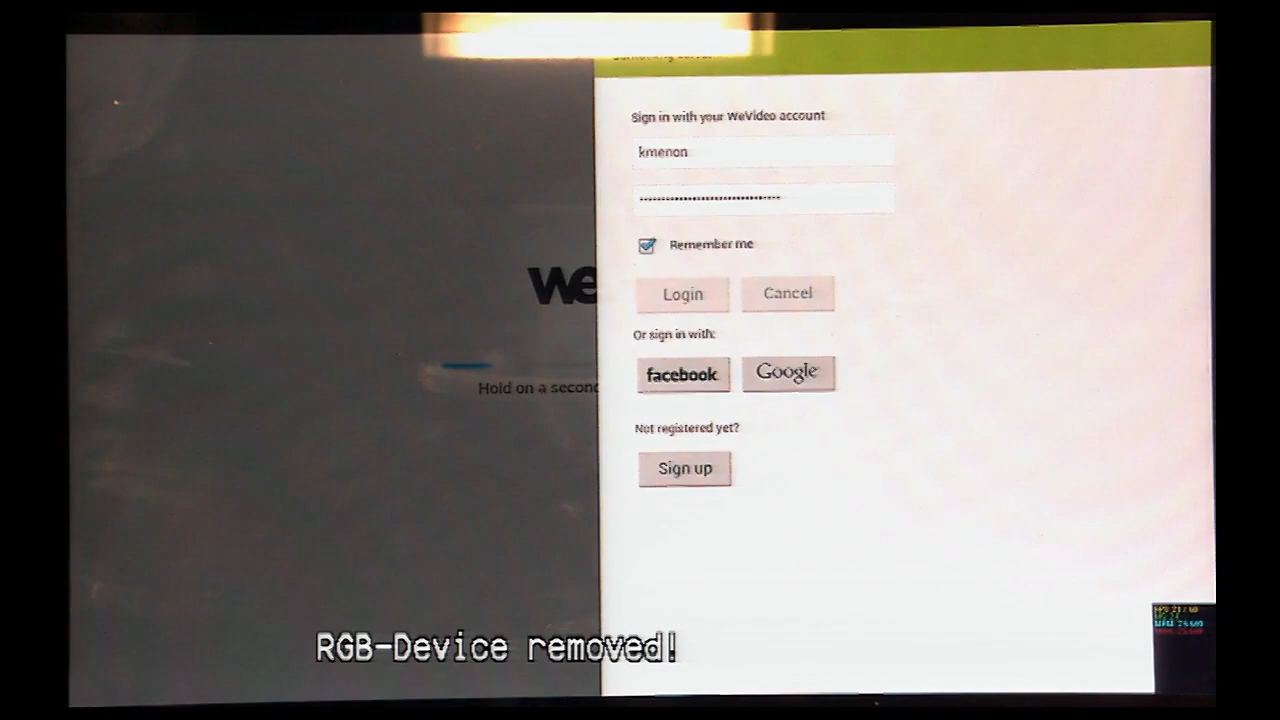 Sign in with your WeVideo account
kmenon
Remember me
Login
Cancel
Or sign in with:
facebook
Google
Not registered yet?
Sign up
we
Hold on a second
RGB-Device removed!